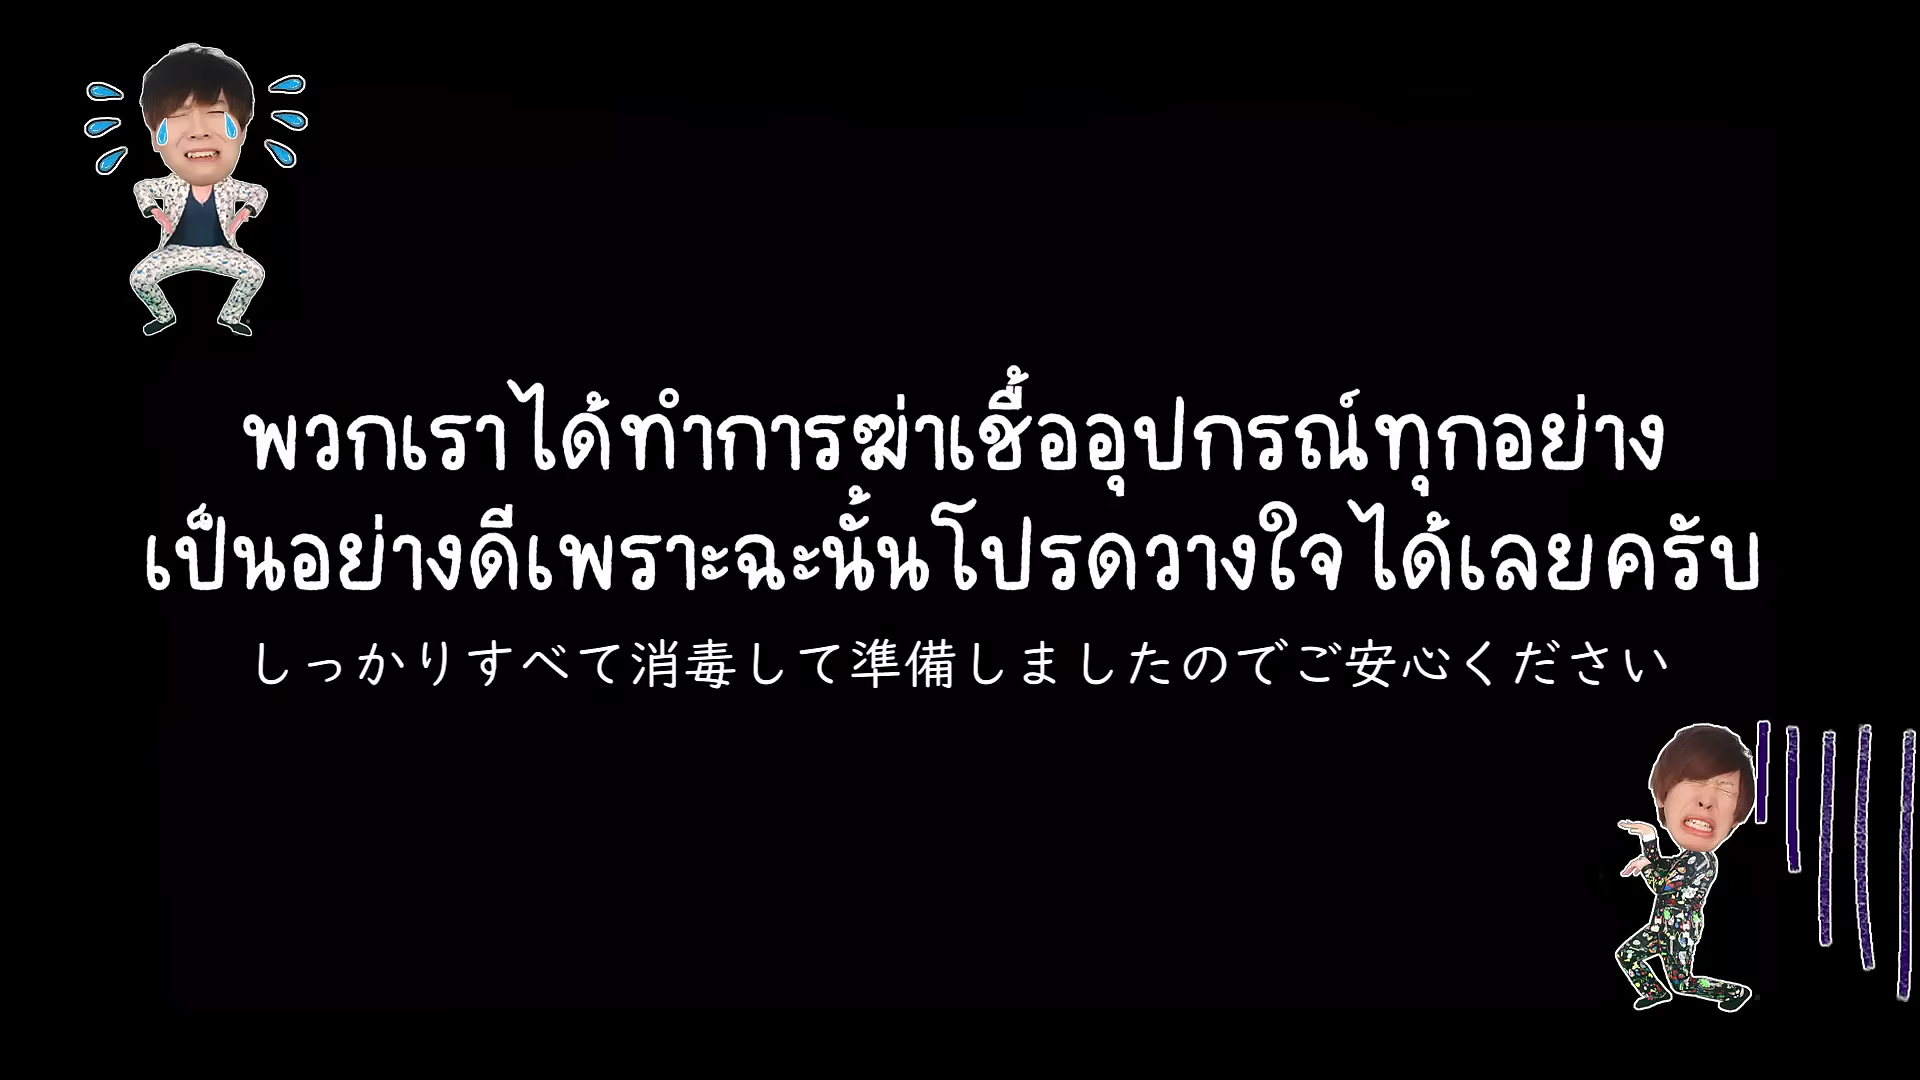 พวกเราได้ทำการฆ่าเชื้ออุปกรณ์ทุกอย่าง
เป็นอย่างดีเพราะฉะนั้นโปรดวางใจได้เลยครับ
しっかりすべて消毒して準備しましたのでご安心ください